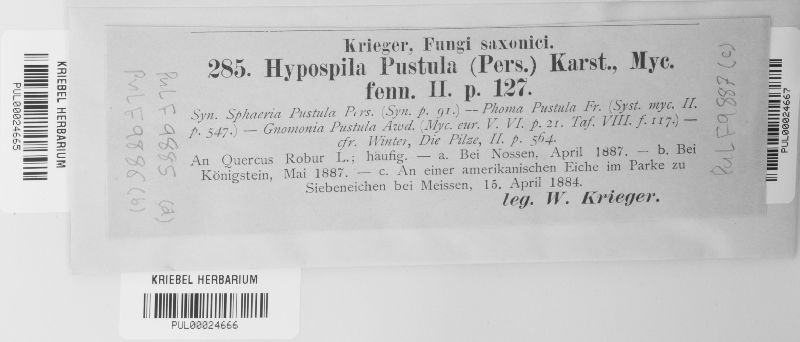 Krieger, Fungi saxonici.
285. Hypospila Pustula (Pers.) Karst., Myc.
fenn. II. p. 127.
Syn. Sphaeria Pustula Pers. (Syn. p. 91.) — Phoma Pustula Fr. (Syst. myc. II.
p. 547.) — Gnomonia Pustula Awd. (Myc. eur. V. VI. p. 21. Taf. VIII. f. 117.) —
cfr. Winter, Die Pilze, II. p. 564.
An Quercus Robur L.; häufig. — a. Bei Nossen, April 1887. — b. Bei
Königstein, Mai 1887. — c. An einer amerikanischen Eiche im Parke zu
Siebeneichen bei Meissen, 15. April 1884.
leg. W. Krieger.
PulF9886 (b)
PulF9885 (a)
PulF9887 (c)
KRIEBEL HERBARIUM
PUL00024665
KRIEBEL HERBARIUM
PUL00024666
PUL00024667